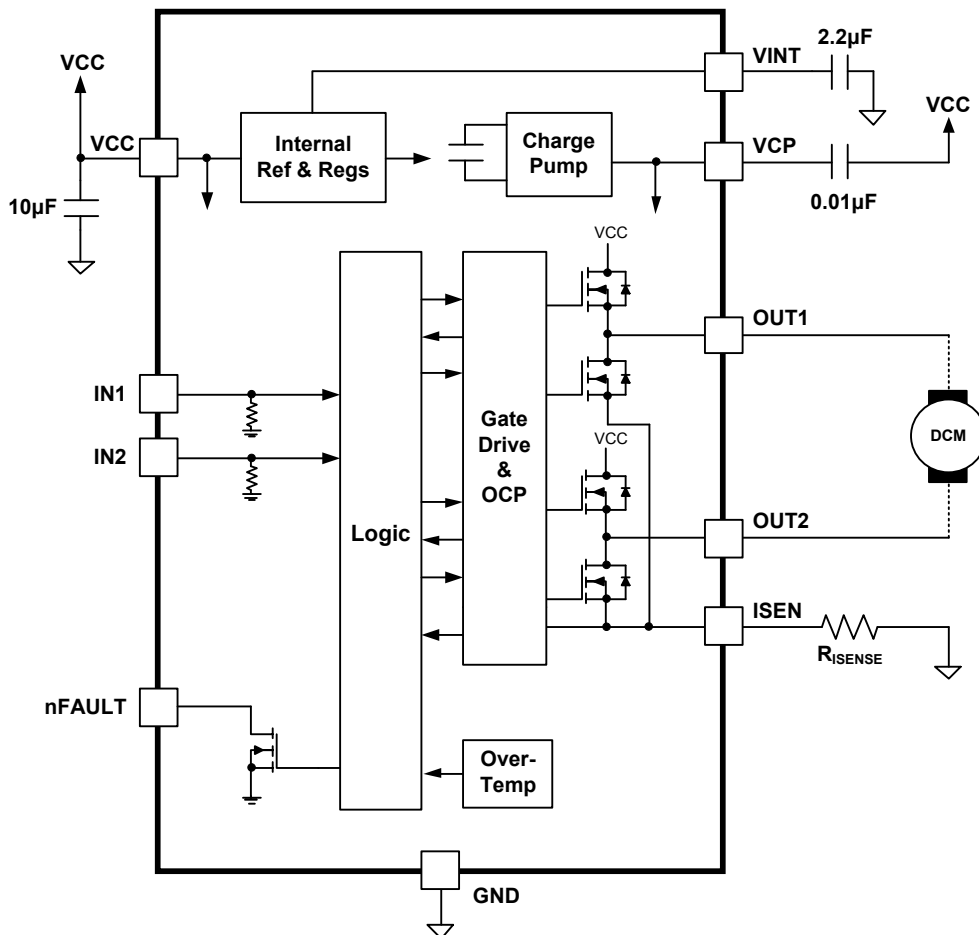 VCC
VCC
10µF
Internal
Ref & Regs
Charge
Pump
VINT
2.2µF
VCC
VCP
0.01µF
VCC
OUT1
IN1
IN2
Logic
Gate
Drive
&
OCP
VCC
DCM
OUT2
ISEN
RISENSE
nFAULT
Over-
Temp
GND